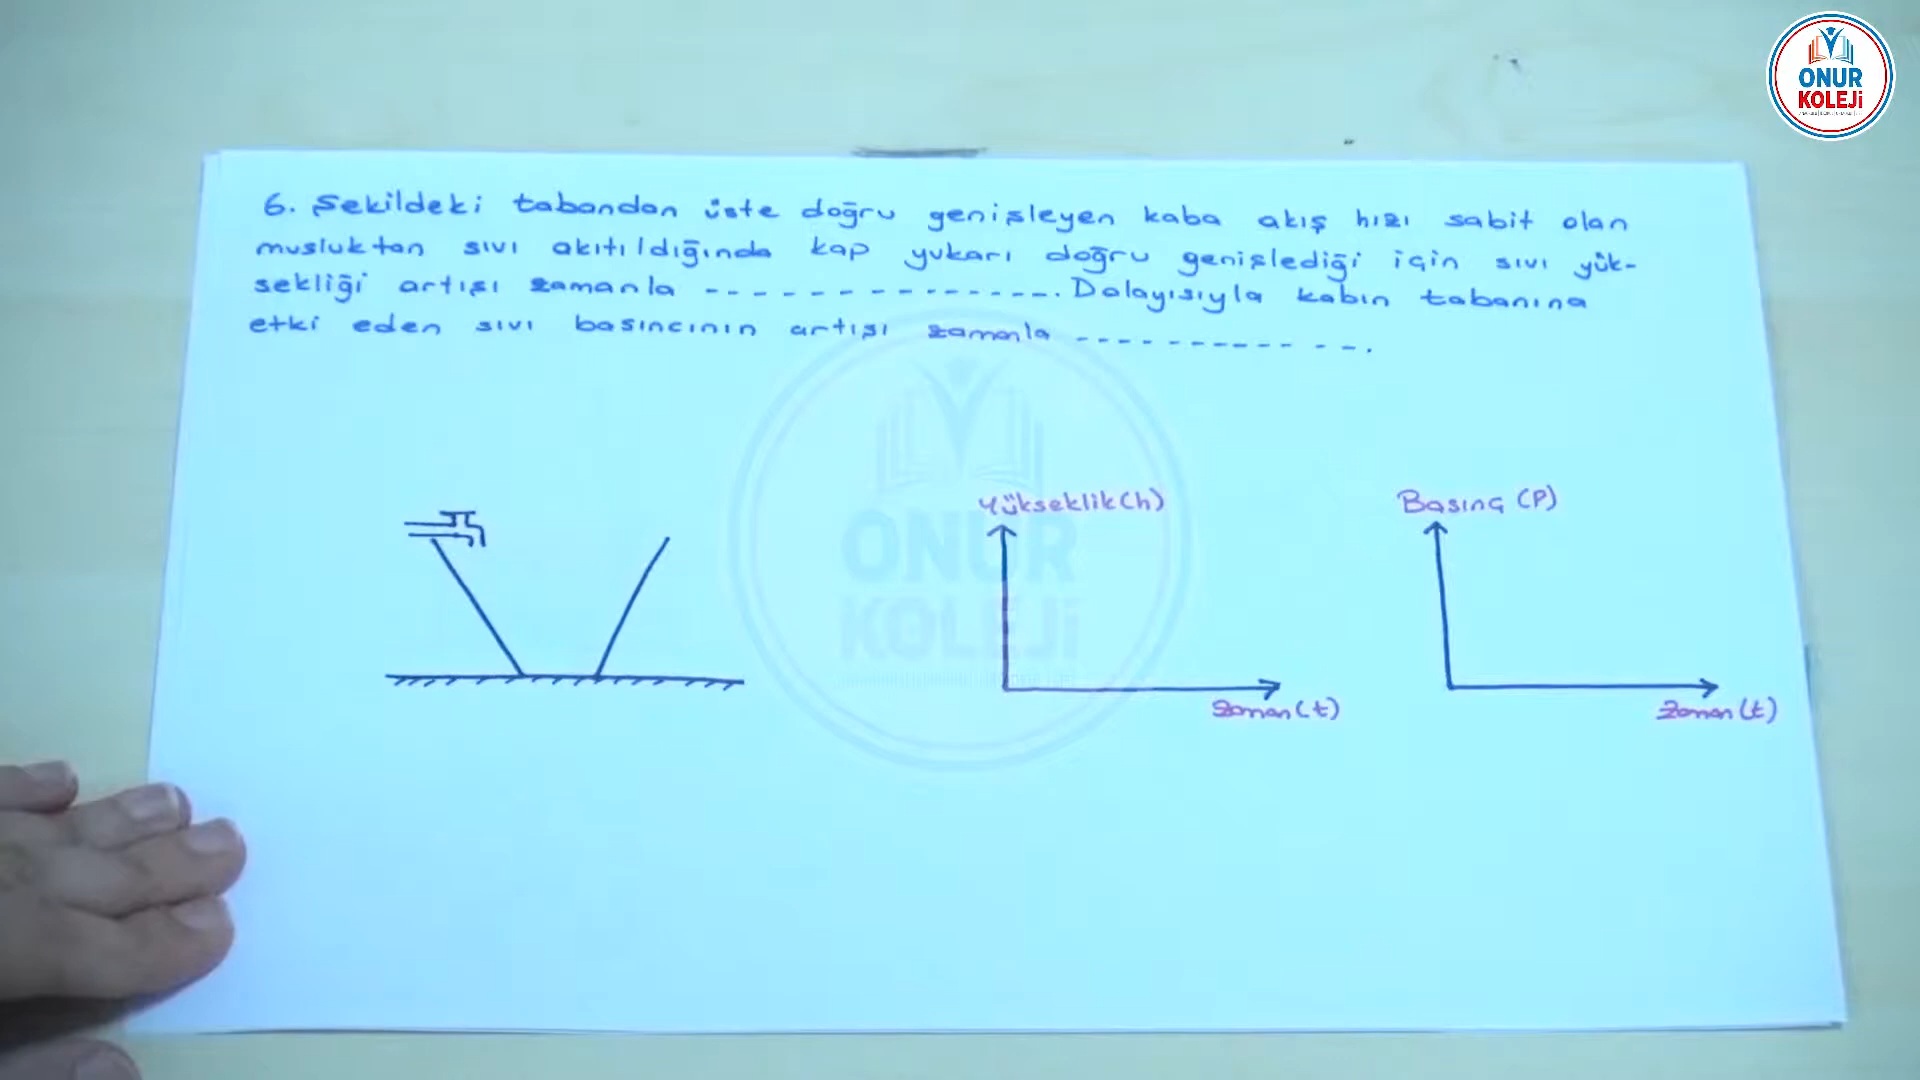 ONUR
KOLEJİ
6. Şekildeki tabandan üste doğru genişleyen kaba akış hızı sabit olan
musluktan sıvı akıtıldığında kap yukarı doğru genişlediği için sıvı yük-
sekliği artışı zamanla ----------------. Dolayısıyla kabın tabanına
etki eden sıvı basıncının artışı zamanla ------------.
Yükseklik(h)
Basınç (P)
ONUR
KOLEJİ
Zaman(t)
Zaman(t)